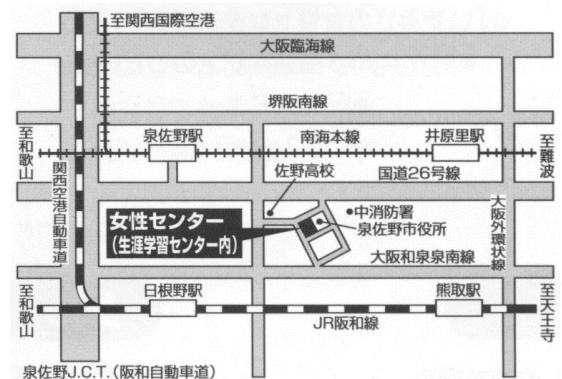 至関西国際空港
大阪臨海線
堺阪南線
至和歌山
泉佐野駅
南海本線
井原里駅
至難波
関西空港自動車道
佐野高校
国道26号線
女性センター
(生涯学習センター内)
•中消防署
泉佐野市役所
大阪外環状線
大阪和泉泉南線
至和歌山
日根野駅
熊取駅
至天王寺
JR阪和線
泉佐野J.C.T.(阪和自動車道)